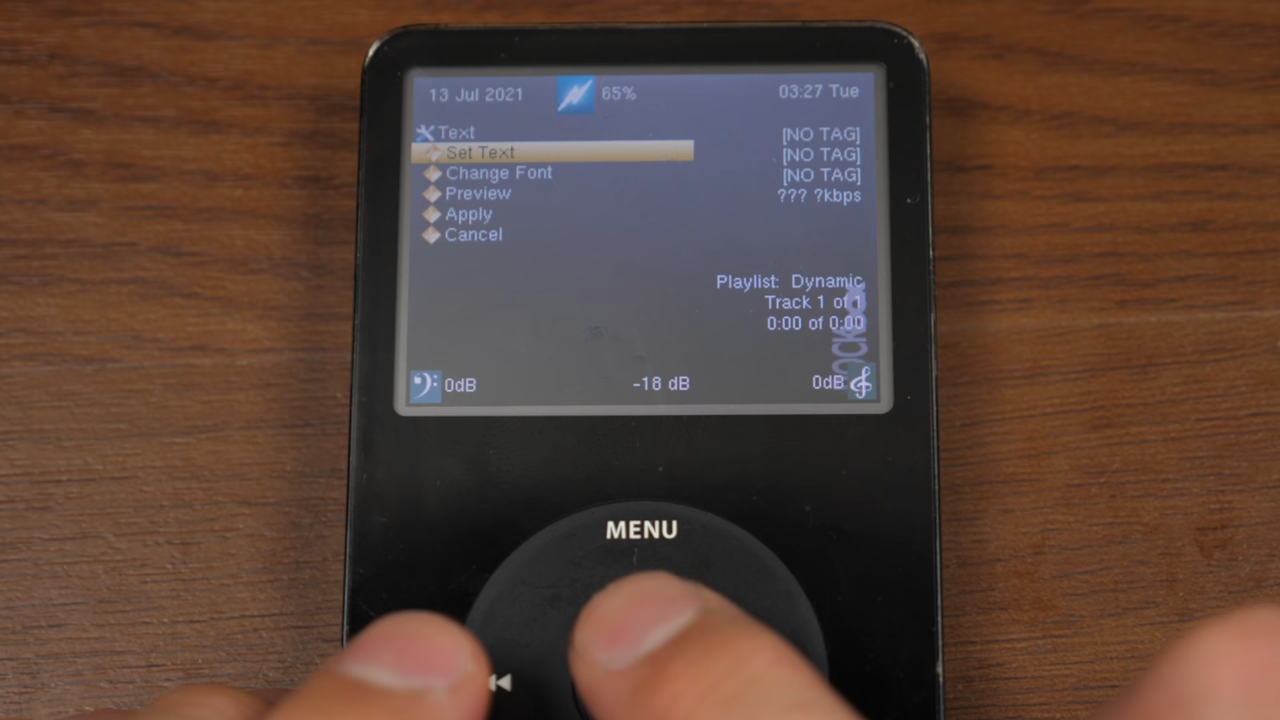 13 Jul 2021 65% 03:27 Tue
Text
Set Text
Change Font
Preview
Apply
Cancel
[NO TAG]
[NO TAG]
[NO TAG]
??? ?kbps
Playlist: Dynamic
Track 1 of 1
0:00 of 0:00
0dB -18 dB 0dB
MENU